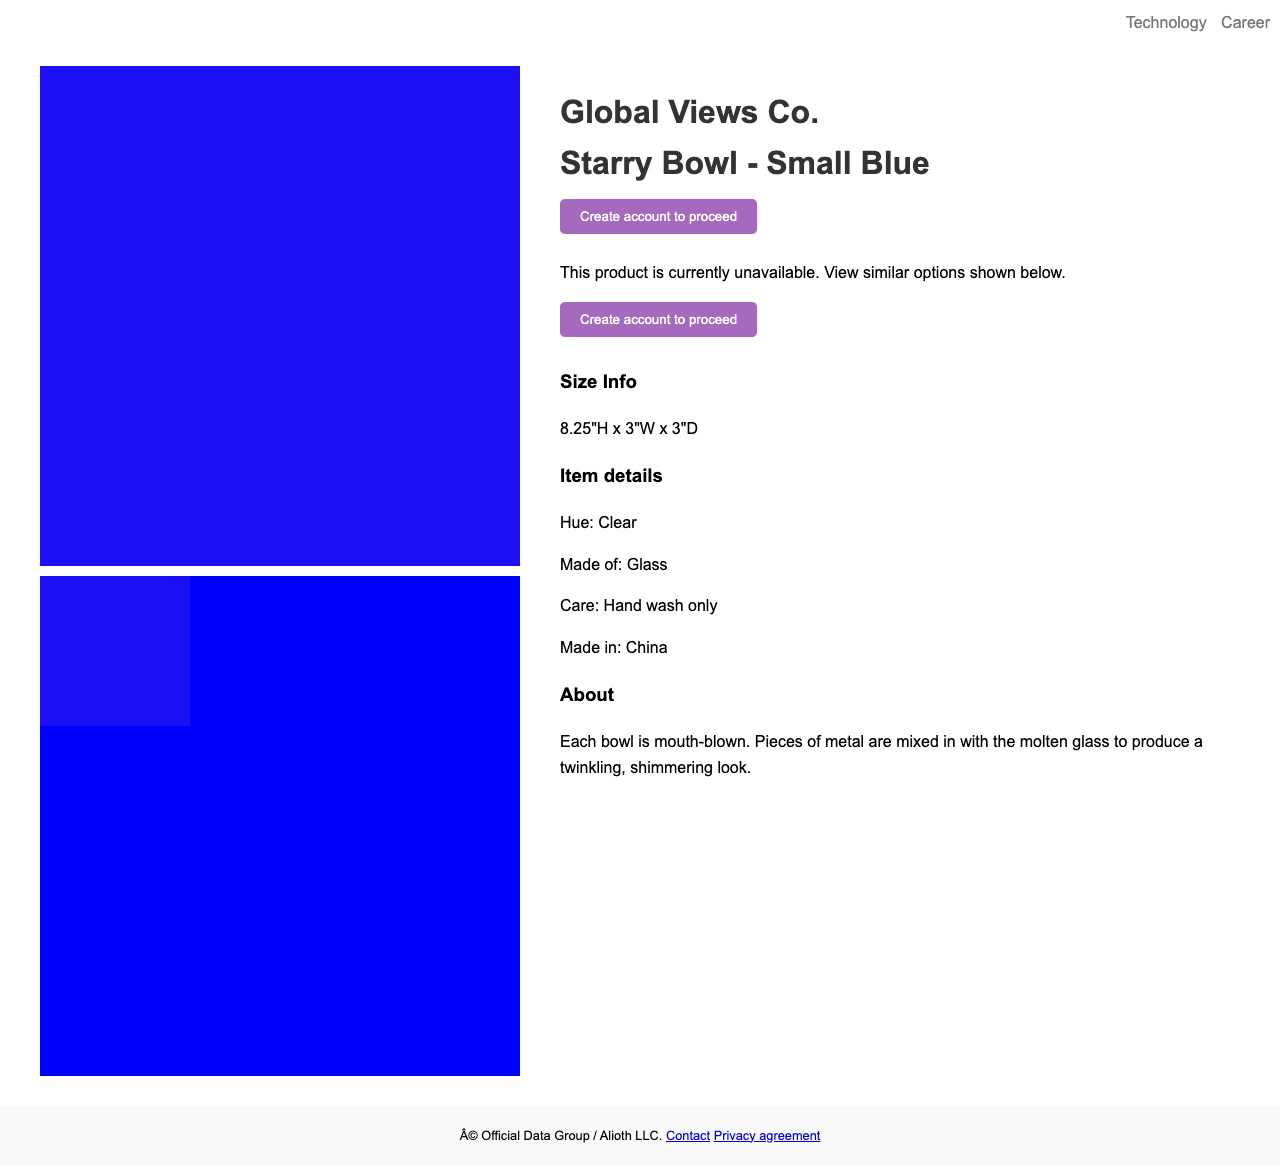 Technology Career
Global Views Co.
Starry Bowl - Small Blue
Create account to proceed
This product is currently unavailable. View similar options shown below.
Create account to proceed
Size Info
8.25"H x 3"W x 3"D
Item details
Hue: Clear
Made of: Glass
Care: Hand wash only
Made in: China
About
Each bowl is mouth-blown. Pieces of metal are mixed in with the molten glass to produce a
twinkling, shimmering look.
Â© Official Data Group / Alioth LLC. Contact Privacy agreement